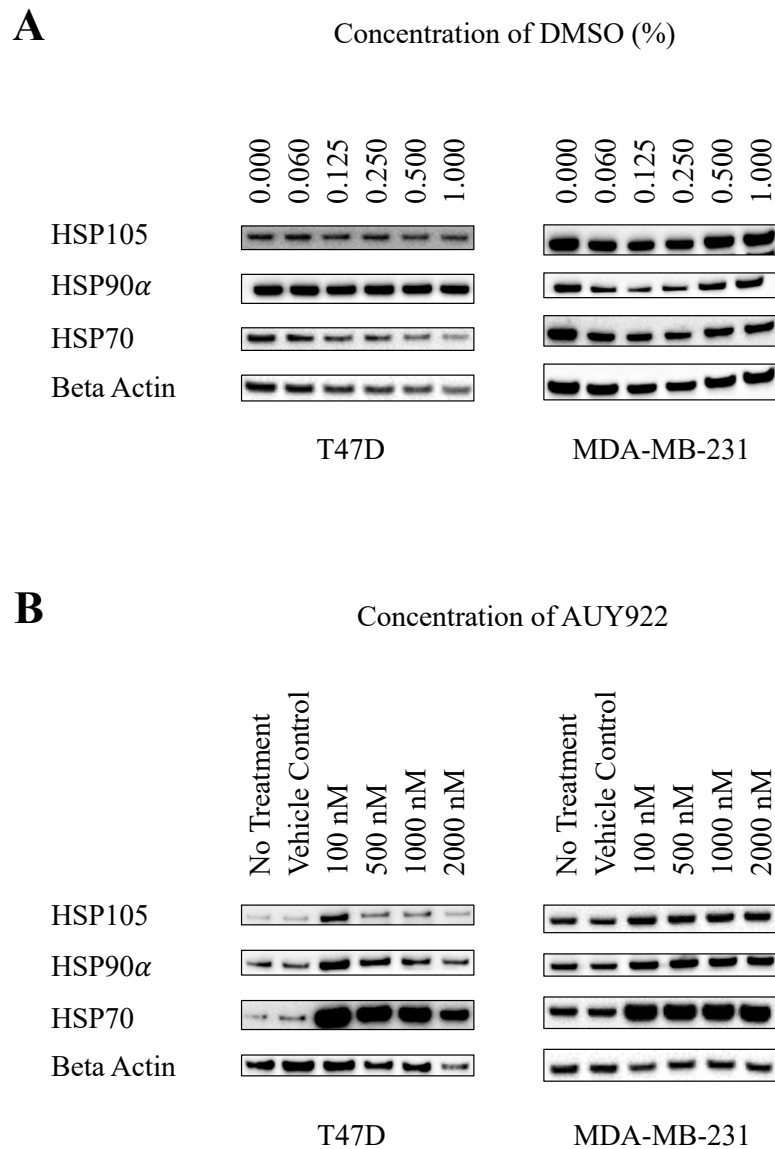 A
Concentration of DMSO (%)
0.000 0.060 0.125 0.250 0.500 1.000
0.000 0.060 0.125 0.250 0.500 1.000
HSP105
HSP90α
HSP70
Beta Actin
T47D
MDA-MB-231
B
Concentration of AUY922
No Treatment
Vehicle Control
100 nM
500 nM
1000 nM
2000 nM
No Treatment
Vehicle Control
100 nM
500 nM
1000 nM
2000 nM
HSP105
HSP90α
HSP70
Beta Actin
T47D
MDA-MB-231